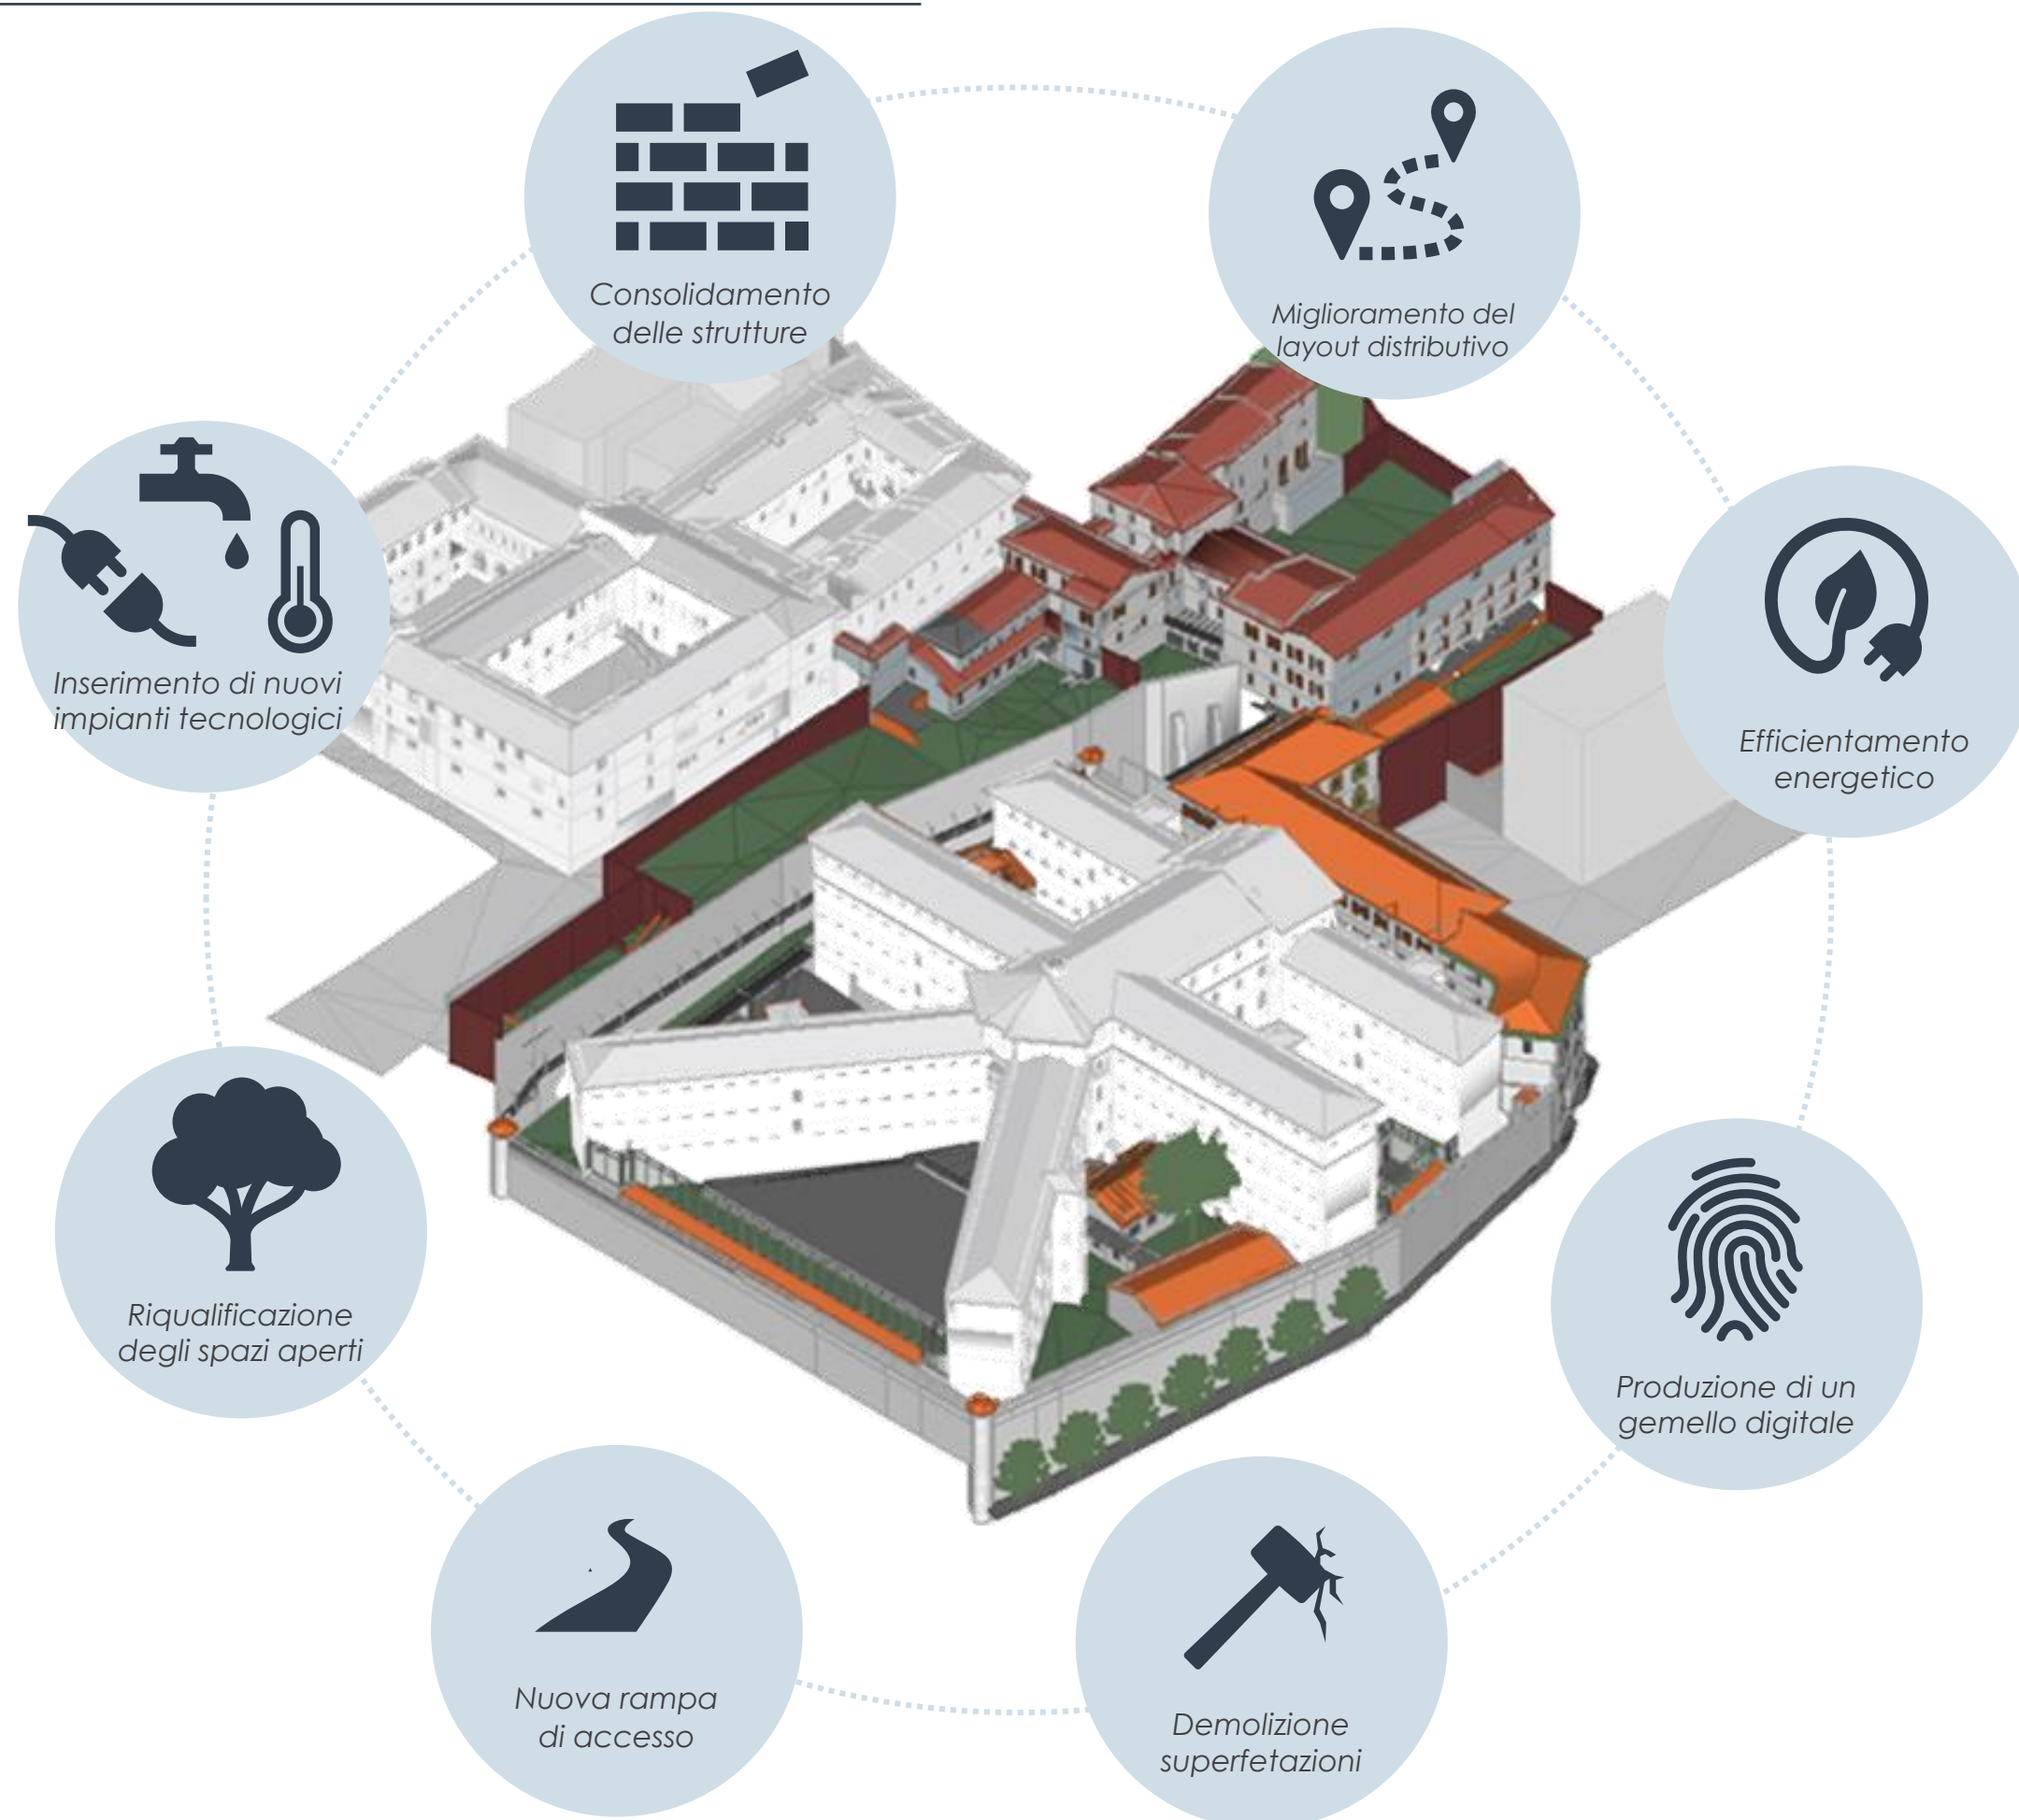 Consolidamento
delle strutture
Miglioramento del
layout distributivo
Inserimento di nuovi
impianti tecnologici
Efficientamento
energetico
Riqualificazione
degli spazi aperti
Produzione di un
gemello digitale
Nuova rampa
di accesso
Demolizione
superfetazioni